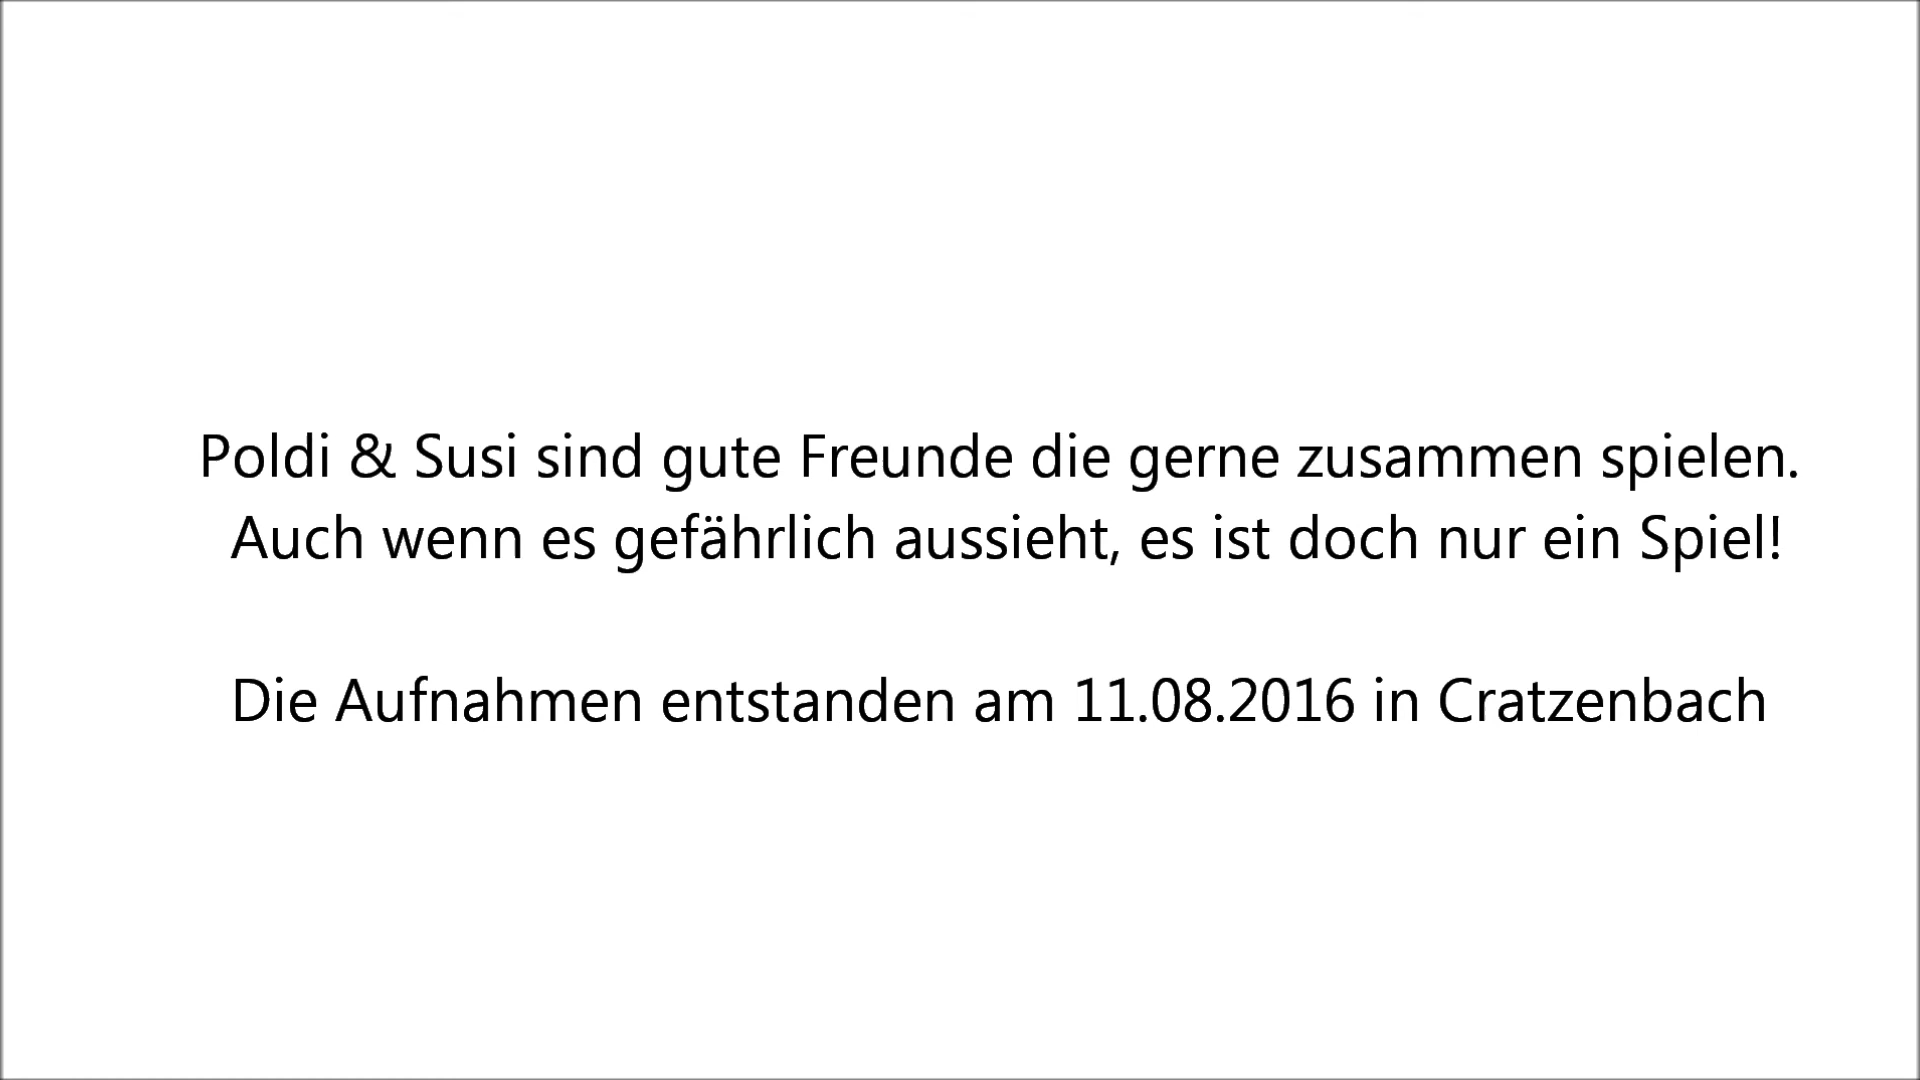 Poldi & Susi sind gute Freunde die gerne zusammen spielen.
Auch wenn es gefährlich aussieht, es ist doch nur ein Spiel!
Die Aufnahmen entstanden am 11.08.2016 in Cratzenbach